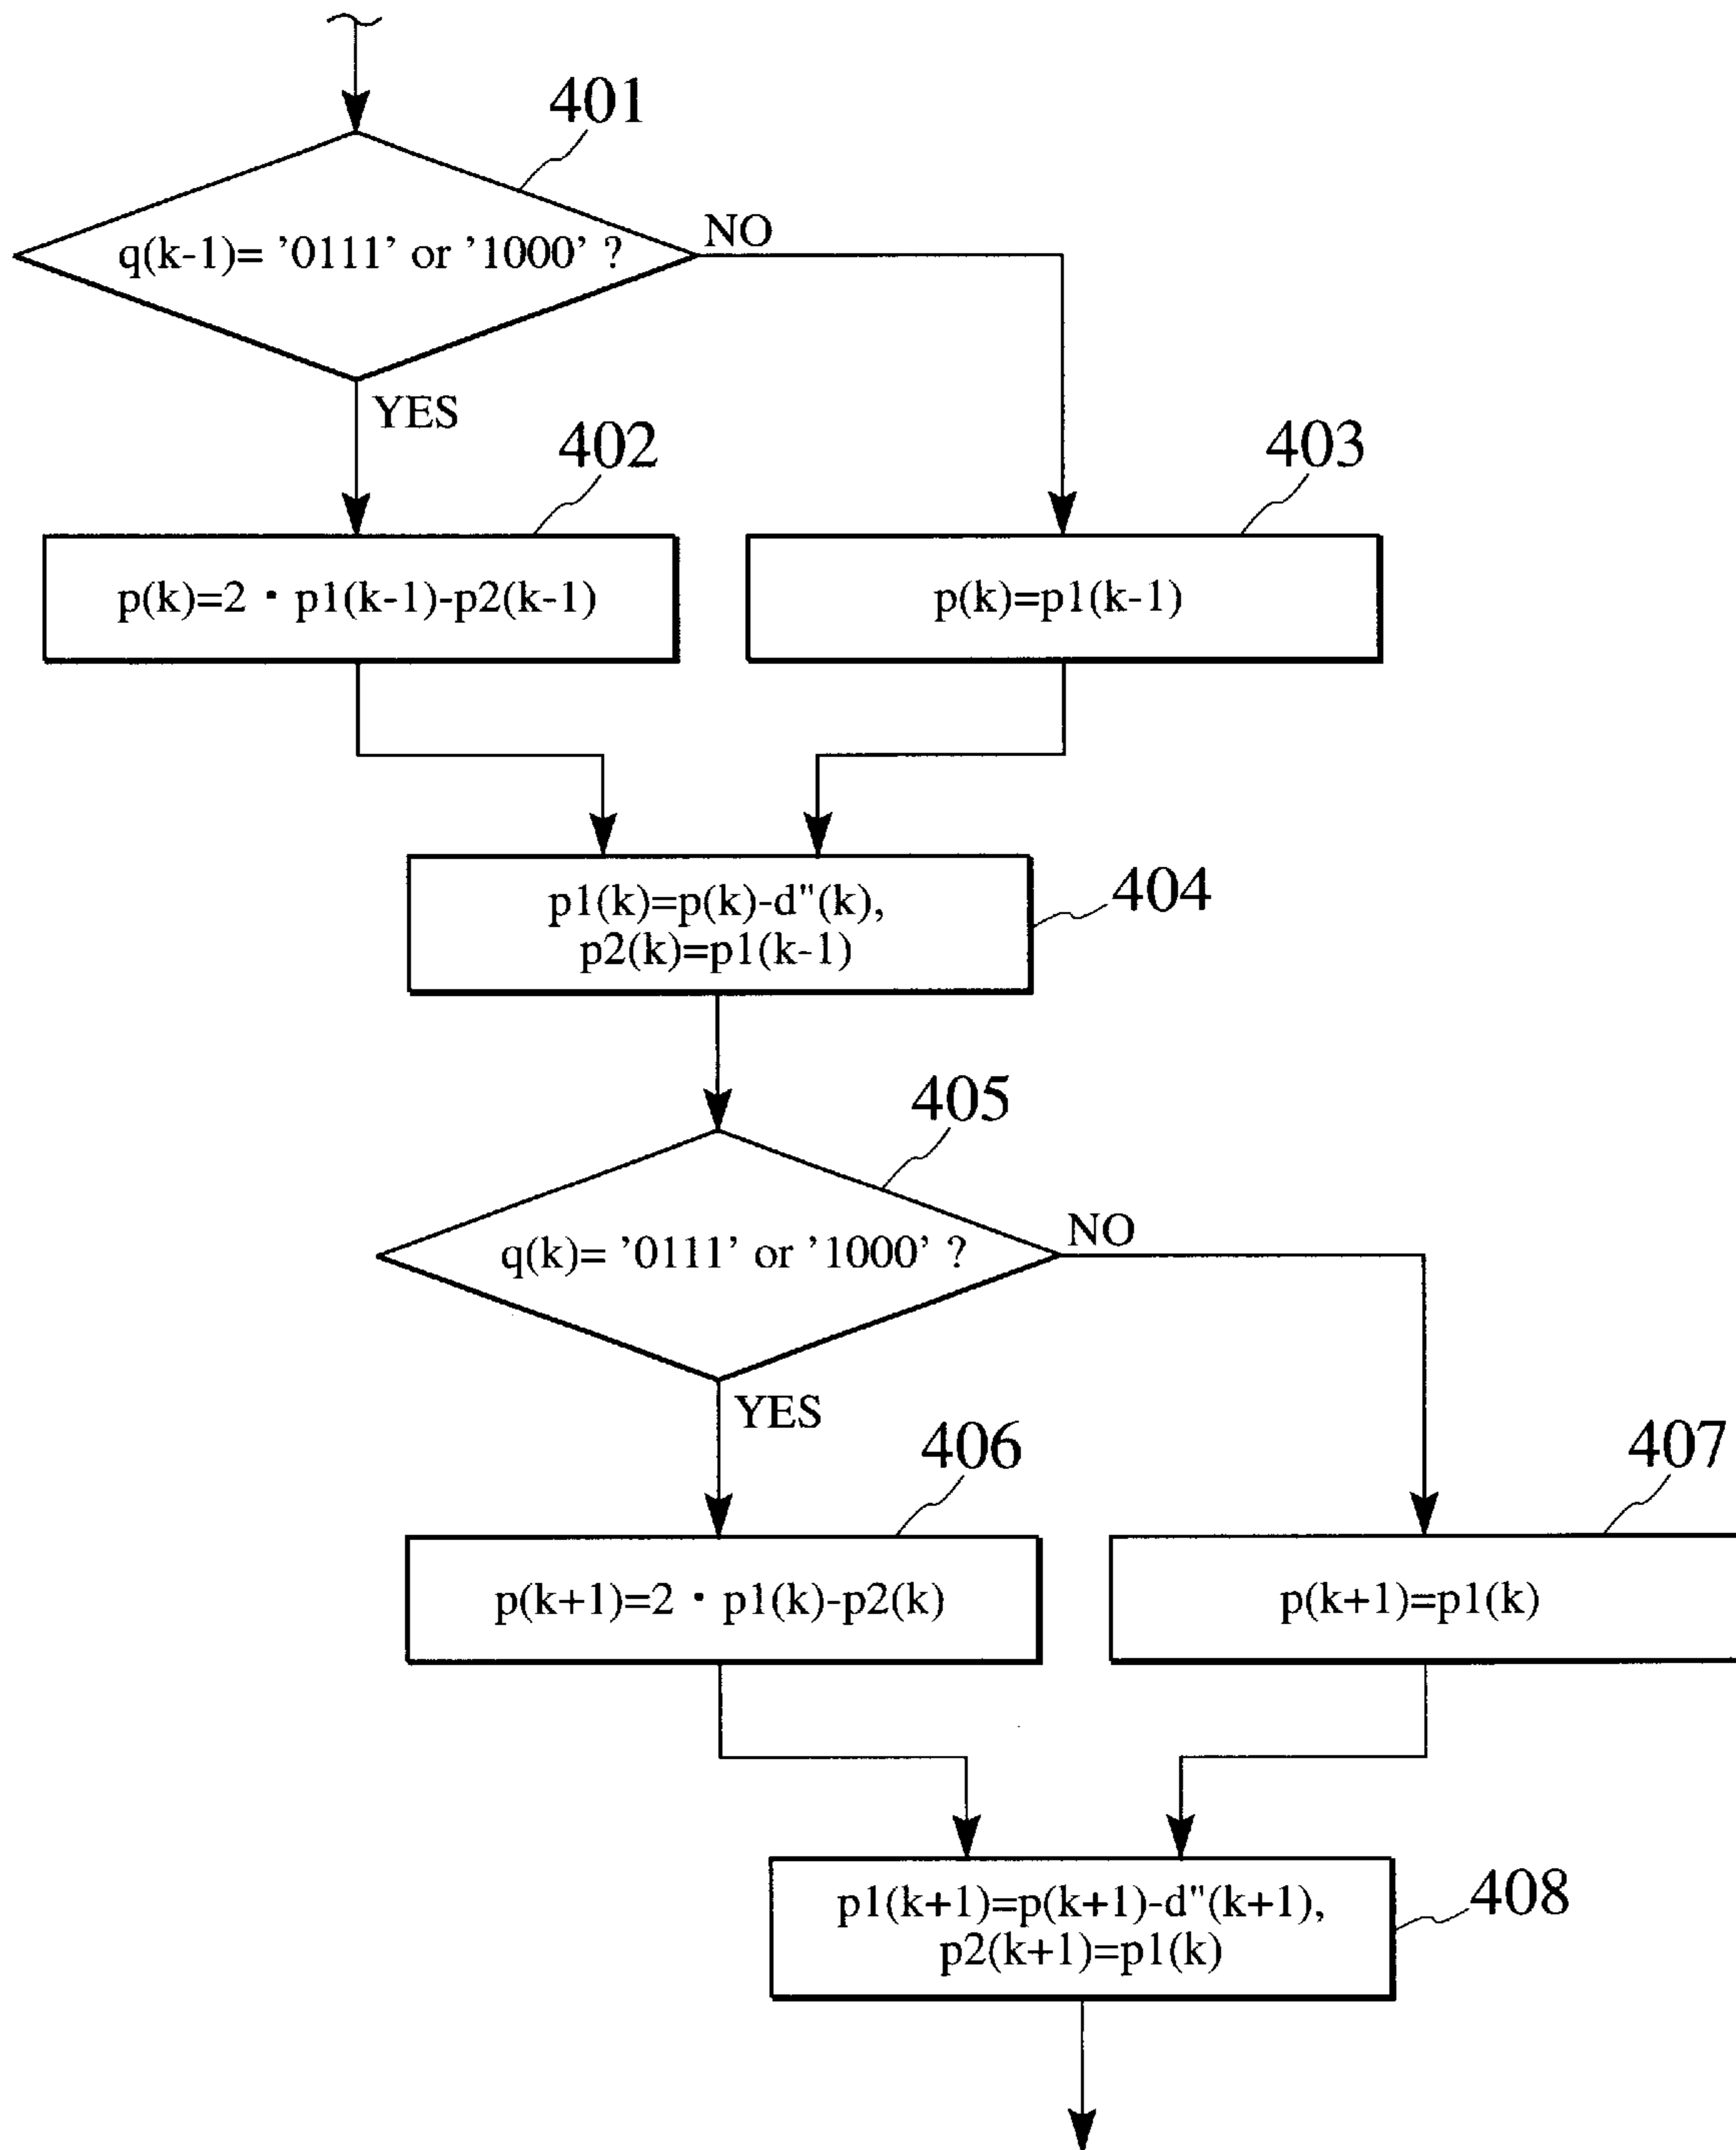 401
q(k-1)= '0111' or '1000' ?
NO
YES
402
403
p(k)=2・p1(k-1)-p2(k-1)
p(k)=p1(k-1)
404
p1(k)=p(k)-d"(k),
p2(k)=p1(k-1)
405
q(k)= '0111' or '1000' ?
NO
YES
406
407
p(k+1)=2・p1(k)-p2(k)
p(k+1)=p1(k)
408
p1(k+1)=p(k+1)-d"(k+1),
p2(k+1)=p1(k)